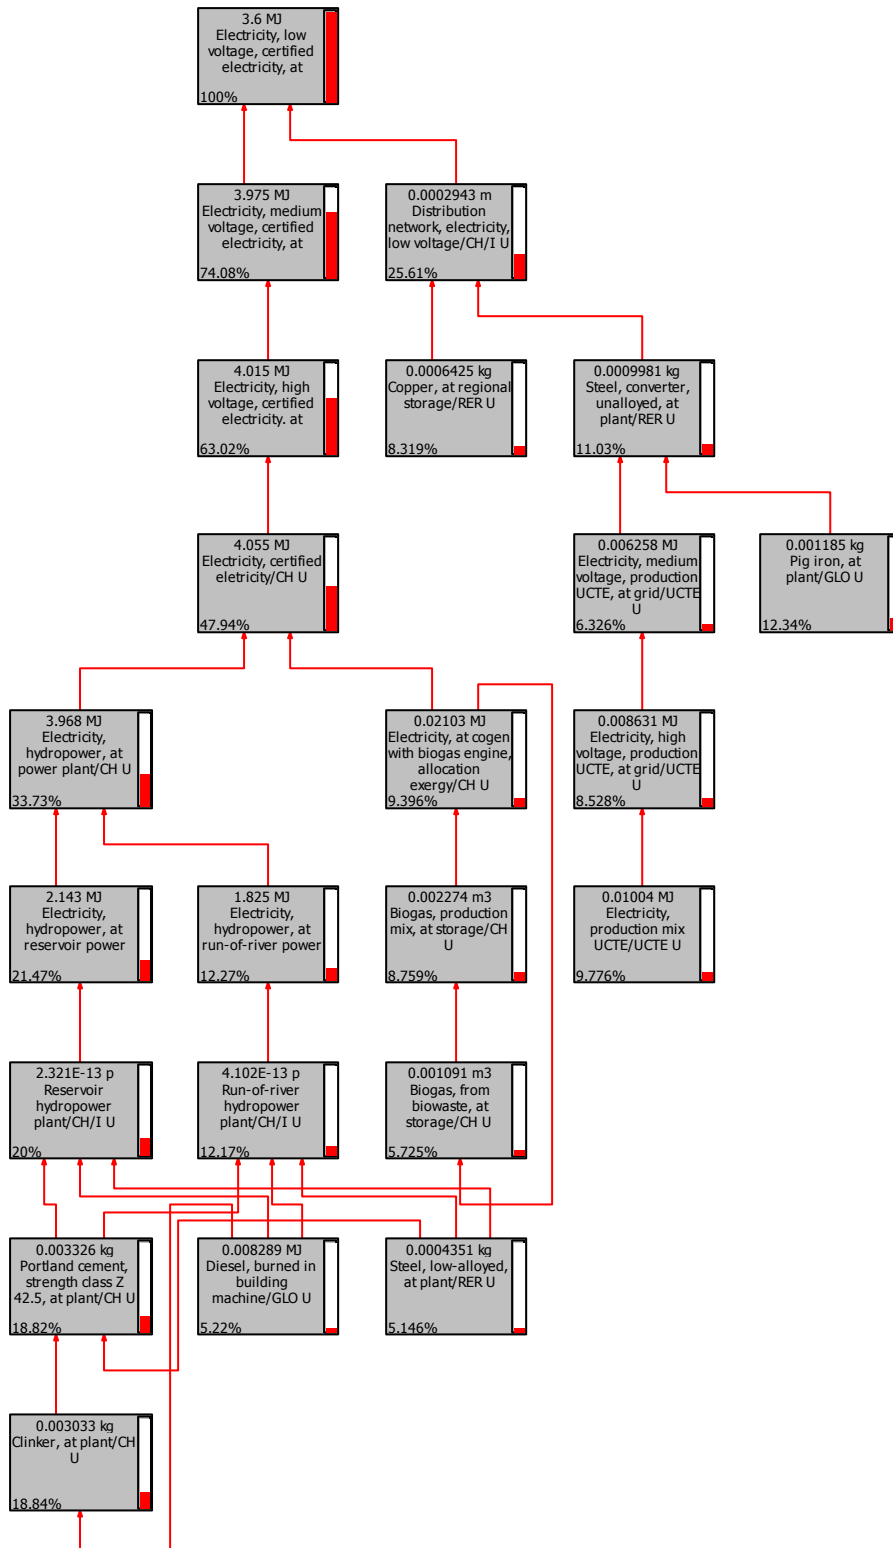 3.6 MJ
Electricity, low
voltage, certified
electricity, at
100%
3.975 MJ
Electricity, medium
voltage, certified
electricity, at
74.08%
0.0002943 m
Distribution
network, electricity,
low voltage/CH/I U
25.61%
4.015 MJ
Electricity, high
voltage, certified
electricity. at
63.02%
0.0006425 kg
Copper, at regional
storage/RER U
8.319%
0.0009981 kg
Steel, converter,
unalloyed, at
plant/RER U
11.03%
4.055 MJ
Electricity, certified
eletricity/CH U
47.94%
0.006258 MJ
Electricity, medium
voltage, production
UCTE, at grid/UCTE
U
6.326%
0.001185 kg
Pig iron, at
plant/GLO U
12.34%
3.968 MJ
Electricity,
hydropower, at
power plant/CH U
33.73%
0.02103 MJ
Electricity, at cogen
with biogas engine,
allocation
exergy/CH U
9.396%
0.008631 MJ
Electricity, high
voltage, production
UCTE, at grid/UCTE
U
8.528%
2.143 MJ
Electricity,
hydropower, at
reservoir power
21.47%
1.825 MJ
Electricity,
hydropower, at
run-of-river power
12.27%
0.002274 m3
Biogas, production
mix, at storage/CH
U
8.759%
0.01004 MJ
Electricity,
production mix
UCTE/UCTE U
9.776%
2.321E-13 p
Reservoir
hydropower
plant/CH/I U
20%
4.102E-13 p
Run-of-river
hydropower
plant/CH/I U
12.17%
0.001091 m3
Biogas, from
biowaste, at
storage/CH U
5.725%
0.003326 kg
Portland cement,
strength class Z
42.5, at plant/CH U
18.82%
0.008289 MJ
Diesel, burned in
building
machine/GLO U
5.22%
0.0004351 kg
Steel, low-alloyed,
at plant/RER U
5.146%
0.003033 kg
Clinker, at plant/CH
U
18.84%